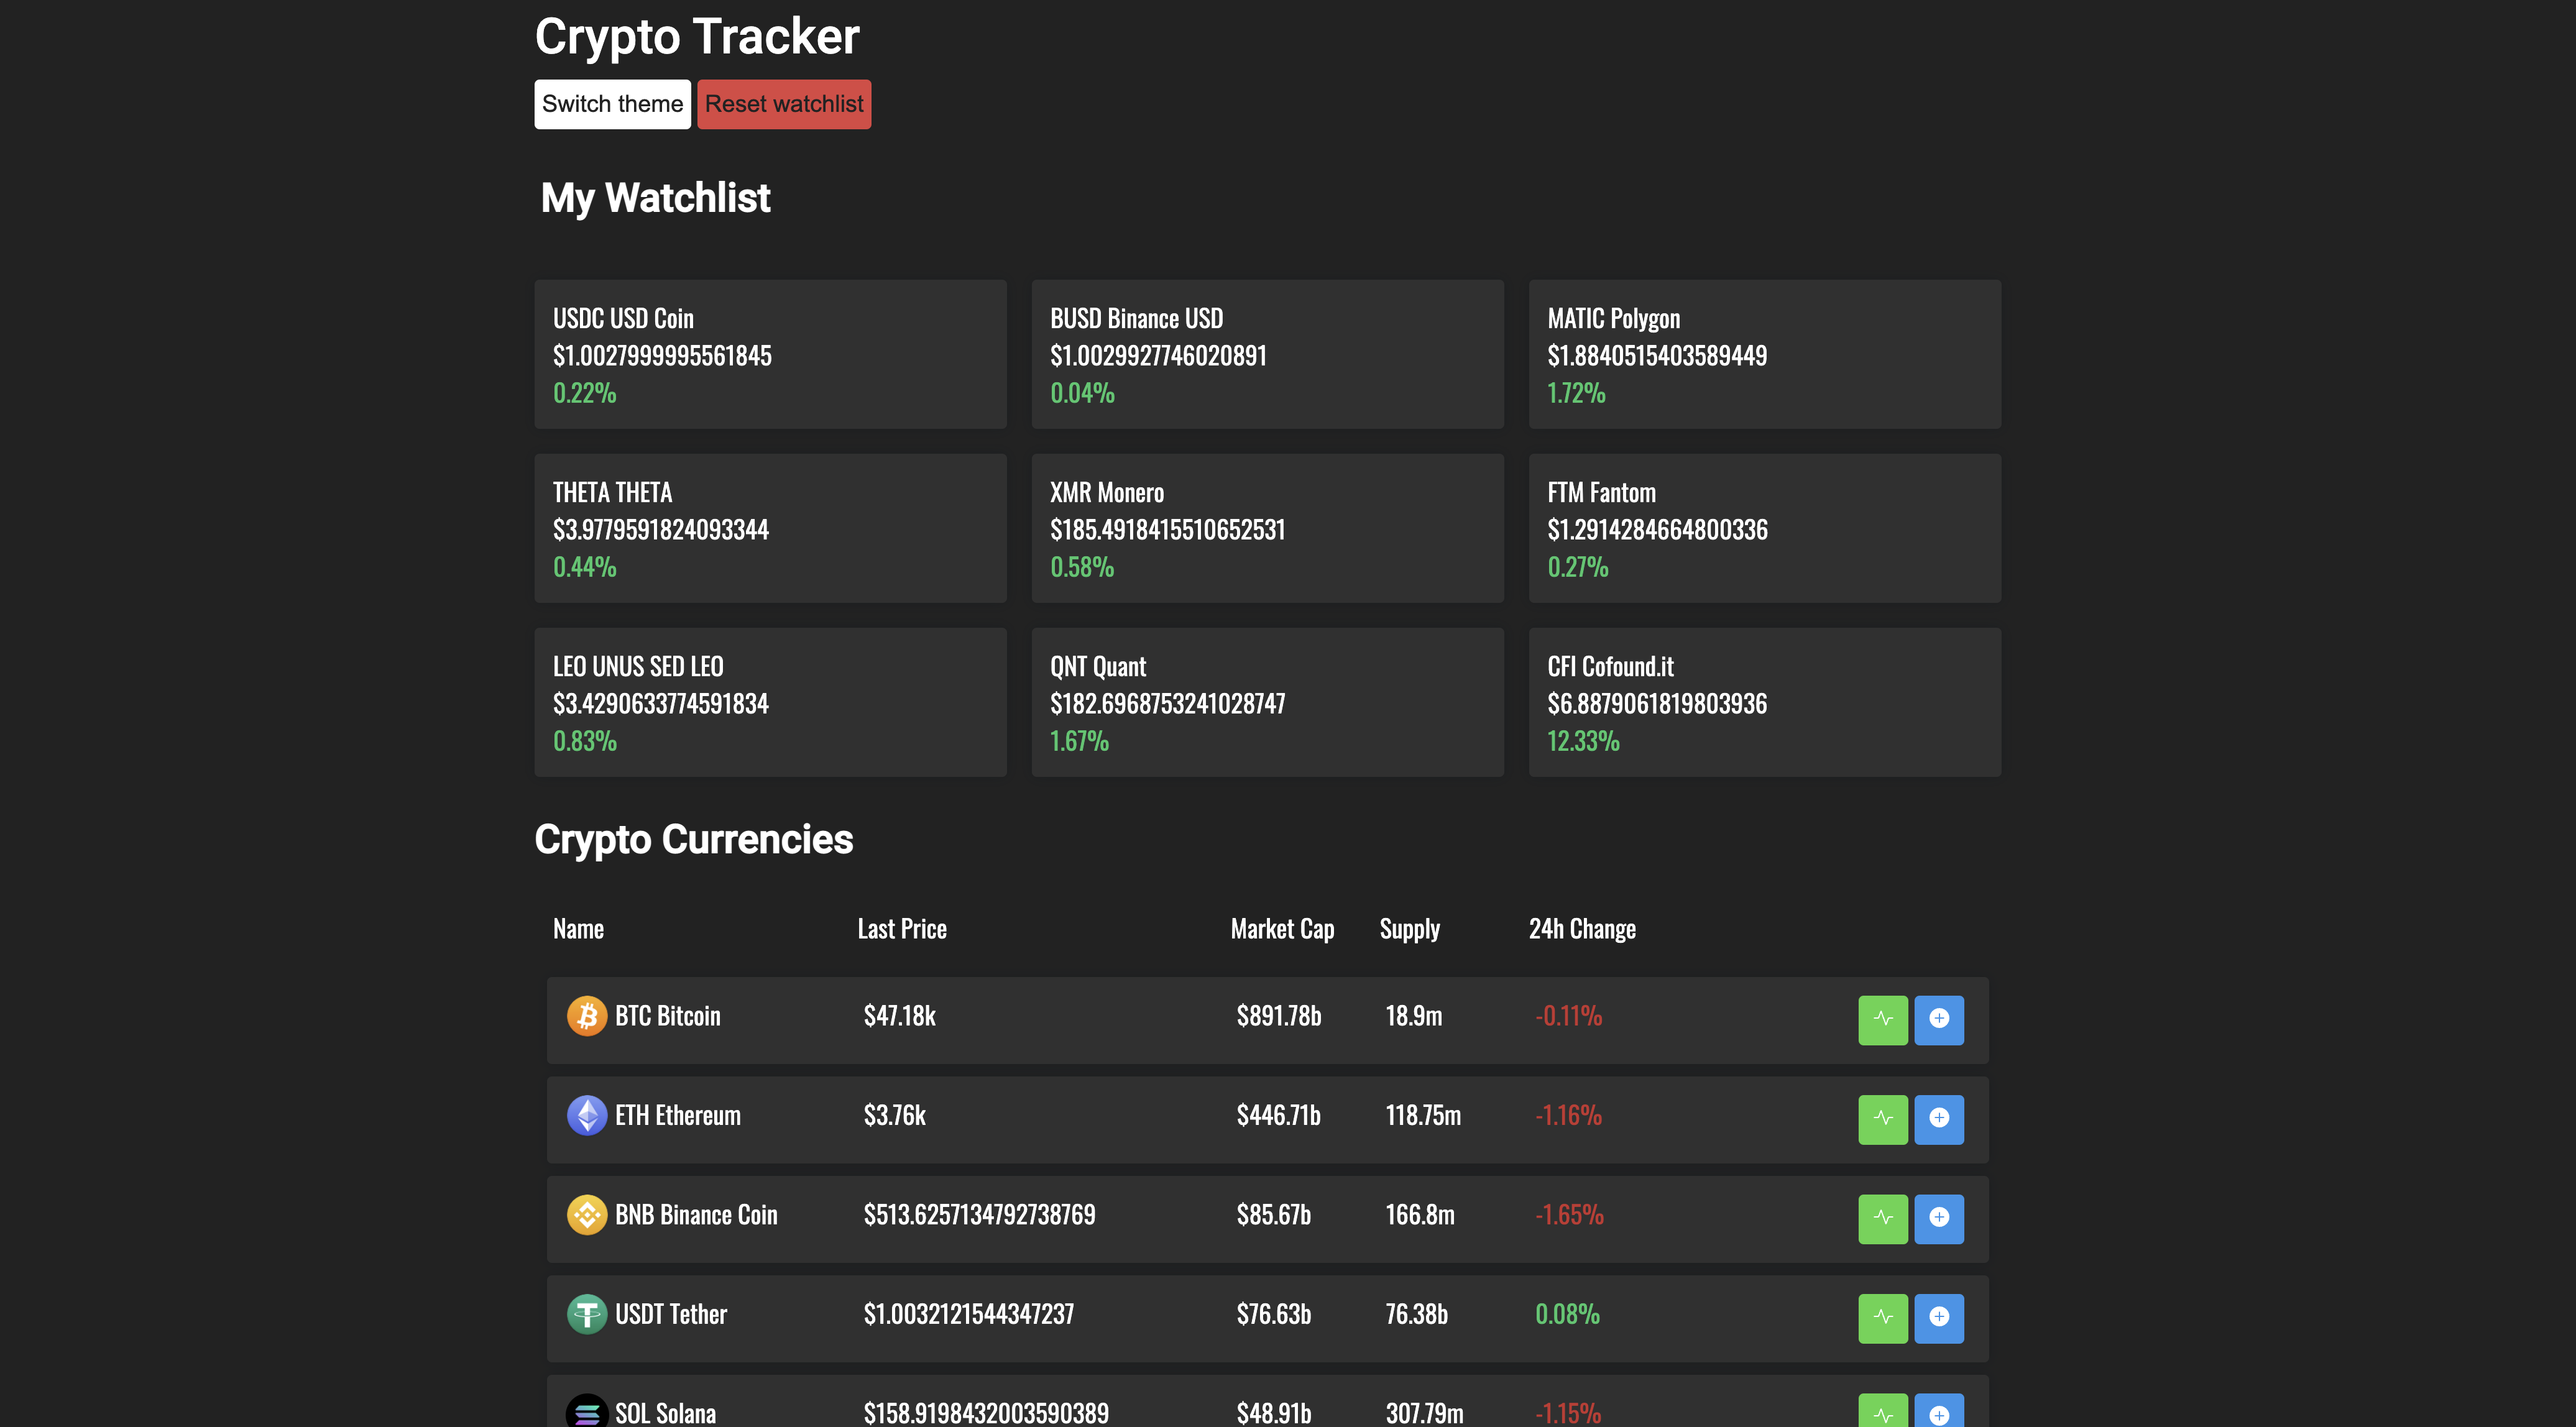 Crypto Tracker
Switch theme Reset watchlist
My Watchlist
USDC USD Coin
$1.0027999995561845
0.22%
BUSD Binance USD
$1.0029927746020891
0.04%
MATIC Polygon
$1.8840515403589449
1.72%
THETA THETA
$3.9779591824093344
0.44%
XMR Monero
$185.4918415510652531
0.58%
FTM Fantom
$1.2914284664800336
0.27%
LEO UNUS SED LEO
$3.4290633774591834
0.83%
QNT Quant
$182.6968753241028747
1.67%
CFI Cofound.it
$6.8879061819803936
12.33%
Crypto Currencies
Name Last Price Market Cap Supply 24h Change
BTC Bitcoin $47.18k $891.78b 18.9m -0.11%
ETH Ethereum $3.76k $446.71b 118.75m -1.16%
BNB Binance Coin $513.6257134792738769 $85.67b 166.8m -1.65%
USDT Tether $1.0032121544347237 $76.63b 76.38b 0.08%
SOL Solana $158.9198432003590389 $48.91b 307.79m -1.15%